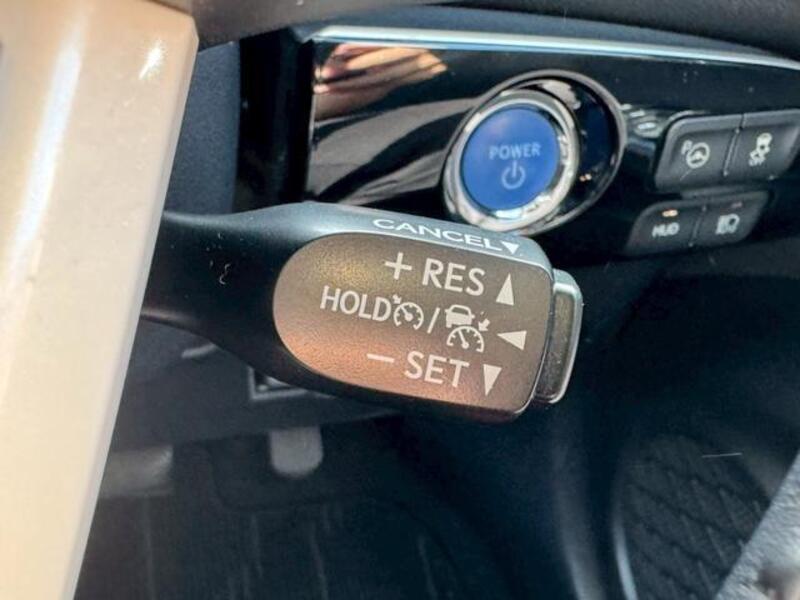 POWER
P
HUD
CANCEL
+ RES
HOLD /
− SET